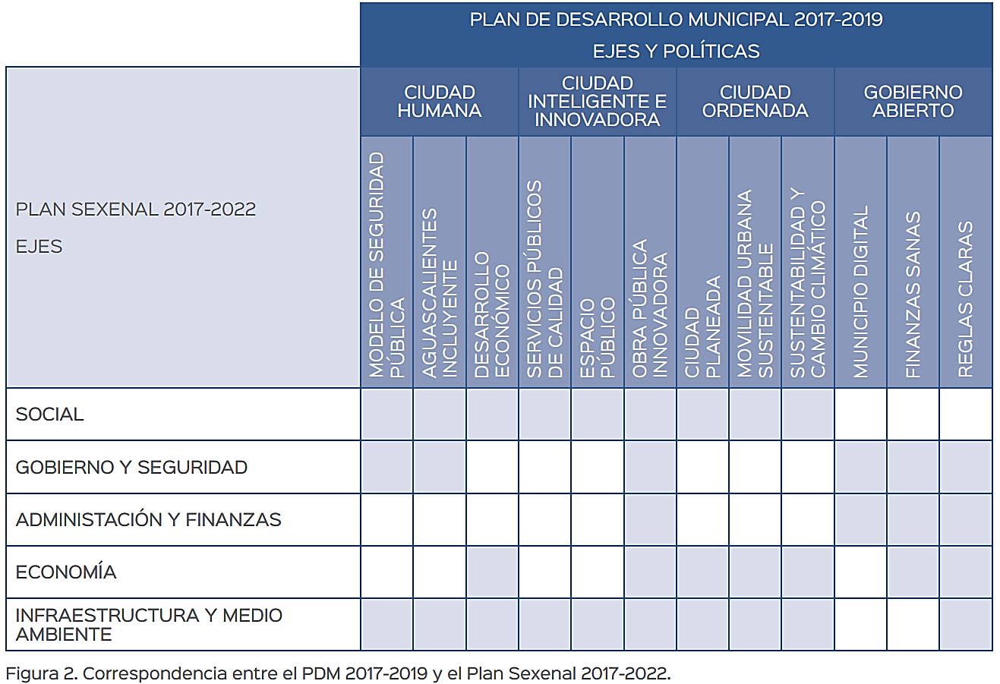 PLAN DE DESARROLLO MUNICIPAL 2017-2019
EJES Y POLÍTICAS
CIUDAD
HUMANA
CIUDAD
INTELIGENTE E
INNOVADORA
CIUDAD
ORDENADA
GOBIERNO
ABIERTO
PLAN SEXENAL 2017-2022
EJES
MODELO DE SEGURIDAD
PÚBLICA
AGUASCALIENTES
INCLUYENTE
DESARROLLO
ECONÓMICO
SERVICIOS PÚBLICOS
DE CALIDAD
ESPACIO
PÚBLICO
OBRA PÚBLICA
INNOVADORA
CIUDAD
PLANEADA
MOVILIDAD URBANA
SUSTENTABLE
SUSTENTABILIDAD Y
CAMBIO CLIMÁTICO
MUNICIPIO DIGITAL
FINANZAS SANAS
REGLAS CLARAS
SOCIAL
GOBIERNO Y SEGURIDAD
ADMINISTACIÓN Y FINANZAS
ECONOMÍA
INFRAESTRUCTURA Y MEDIO
AMBIENTE
Figura 2. Correspondencia entre el PDM 2017-2019 y el Plan Sexenal 2017-2022.